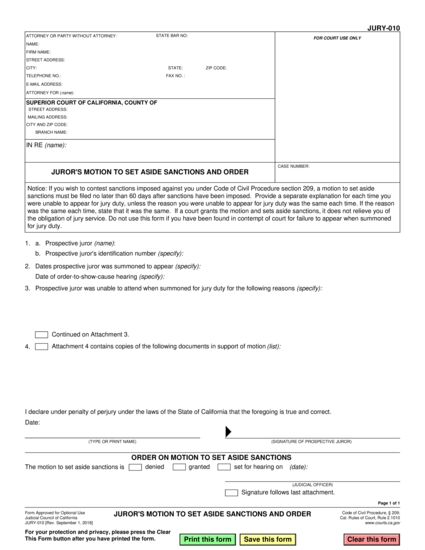 JURY-010
ATTORNEY OR PARTY WITHOUT ATTORNEY: STATE BAR NO:
NAME:
FIRM NAME:
STREET ADDRESS:
CITY: STATE: ZIP CODE:
TELEPHONE NO.: FAX NO. :
E-MAIL ADDRESS:
ATTORNEY FOR (name):
FOR COURT USE ONLY
SUPERIOR COURT OF CALIFORNIA, COUNTY OF
STREET ADDRESS:
MAILING ADDRESS:
CITY AND ZIP CODE:
BRANCH NAME:
IN RE (name):
JUROR'S MOTION TO SET ASIDE SANCTIONS AND ORDER
CASE NUMBER:
Notice: If you wish to contest sanctions imposed against you under Code of Civil Procedure section 209, a motion to set aside
sanctions must be filed no later than 60 days after sanctions have been imposed. Provide a separate explanation for each time you
were unable to appear for jury duty, unless the reason you were unable to appear for jury duty was the same each time. If the reason
was the same each time, state that it was the same. If a court grants the motion and sets aside sanctions, it does not relieve you of
the obligation of jury service. Do not use this form if you have been found in contempt of court for failure to appear when summoned
for jury duty.
1. a. Prospective juror (name):
b. Prospective juror's identification number (specify):
2. Dates prospective juror was summoned to appear (specify):
Date of order-to-show-cause hearing (specify):
3. Prospective juror was unable to attend when summoned for jury duty for the following reasons (specify):
Continued on Attachment 3.
4. Attachment 4 contains copies of the following documents in support of motion (list):
I declare under penalty of perjury under the laws of the State of California that the foregoing is true and correct.
Date:
(TYPE OR PRINT NAME) (SIGNATURE OF PROSPECTIVE JUROR)
ORDER ON MOTION TO SET ASIDE SANCTIONS
The motion to set aside sanctions is denied granted set for hearing on (date):
(JUDICIAL OFFICER)
Signature follows last attachment.
Page 1 of 1
Form Approved for Optional Use
Judicial Council of California
JURY-010 [Rev. September 1, 2018]
JUROR'S MOTION TO SET ASIDE SANCTIONS AND ORDER
Code of Civil Procedure, § 209;
Cal. Rules of Court, Rule 2.1010
www.courts.ca.gov
For your protection and privacy, please press the Clear
This Form button after you have printed the form.
Print this form Save this form Clear this form